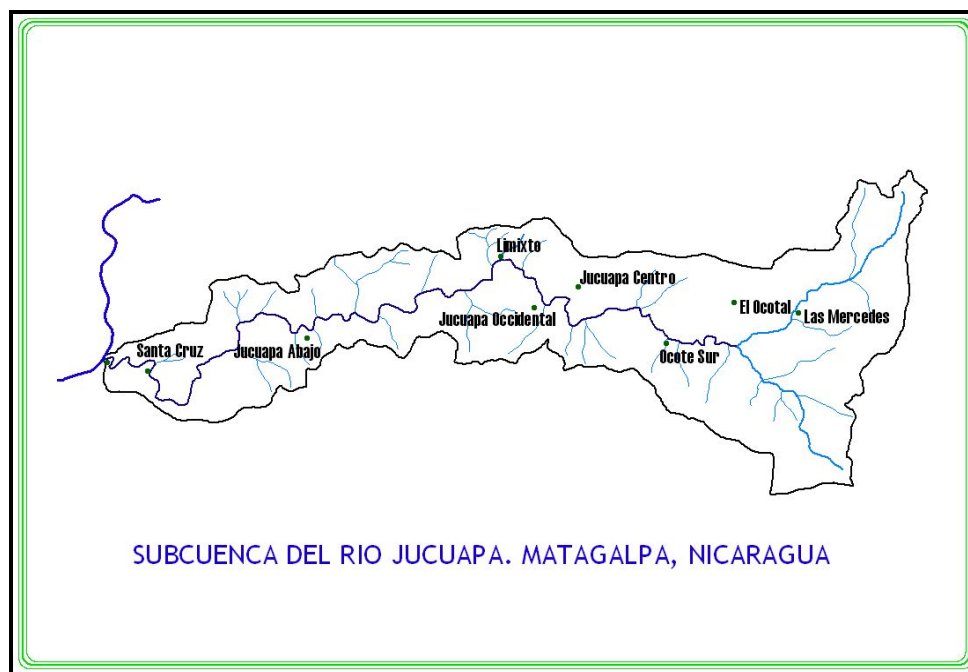 Limixto
Jucuapa Centro
El Ocotal
Las Mercedes
Jucuapa Occidental
Santa Cruz
Jucuapa Abajo
Ocote Sur
SUBCUENCA DEL RIO JUCUAPA. MATAGALPA, NICARAGUA